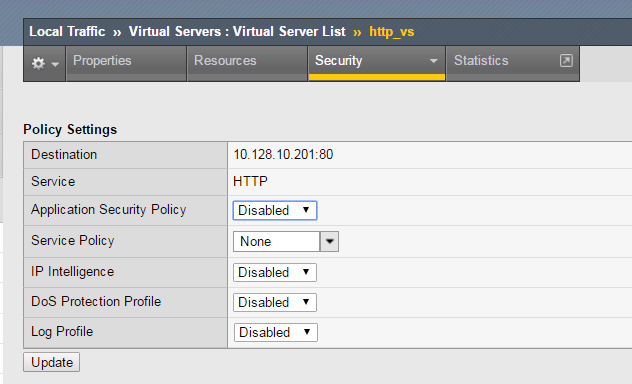 Local Traffic » Virtual Servers : Virtual Server List » http_vs
Properties Resources Security Statistics
Policy Settings
Destination 10.128.10.201:80
Service HTTP
Application Security Policy Disabled
Service Policy None
IP Intelligence Disabled
DoS Protection Profile Disabled
Log Profile Disabled
Update